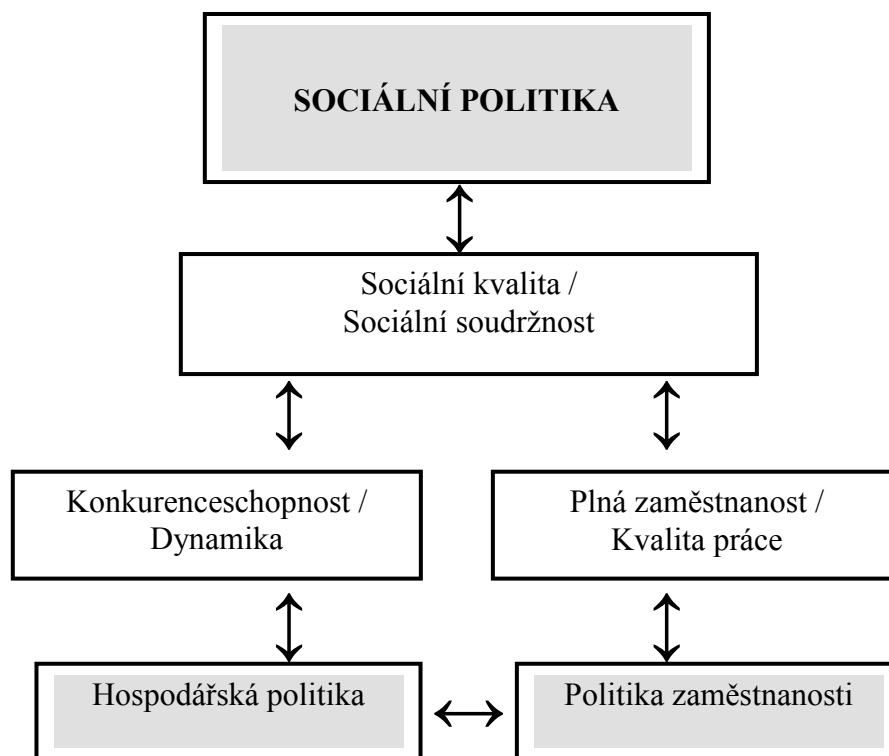 SOCIÁLNÍ POLITIKA
Sociální kvalita /
Sociální soudržnost
Konkurenceschopnost /
Dynamika
Plná zaměstnanost /
Kvalita práce
Hospodářská politika
Politika zaměstnanosti